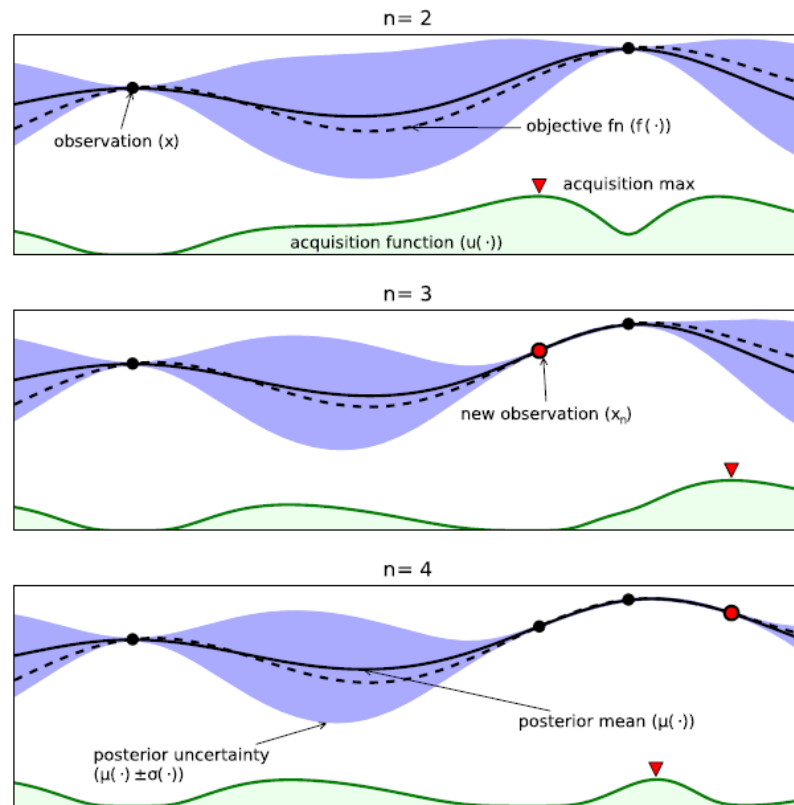 n= 2
observation (x)
objective fn (f(·))
acquisition max
acquisition function (u(·))
n= 3
new observation (xₙ)
n= 4
posterior mean (μ(·))
posterior uncertainty
(μ(·) ±σ(·))